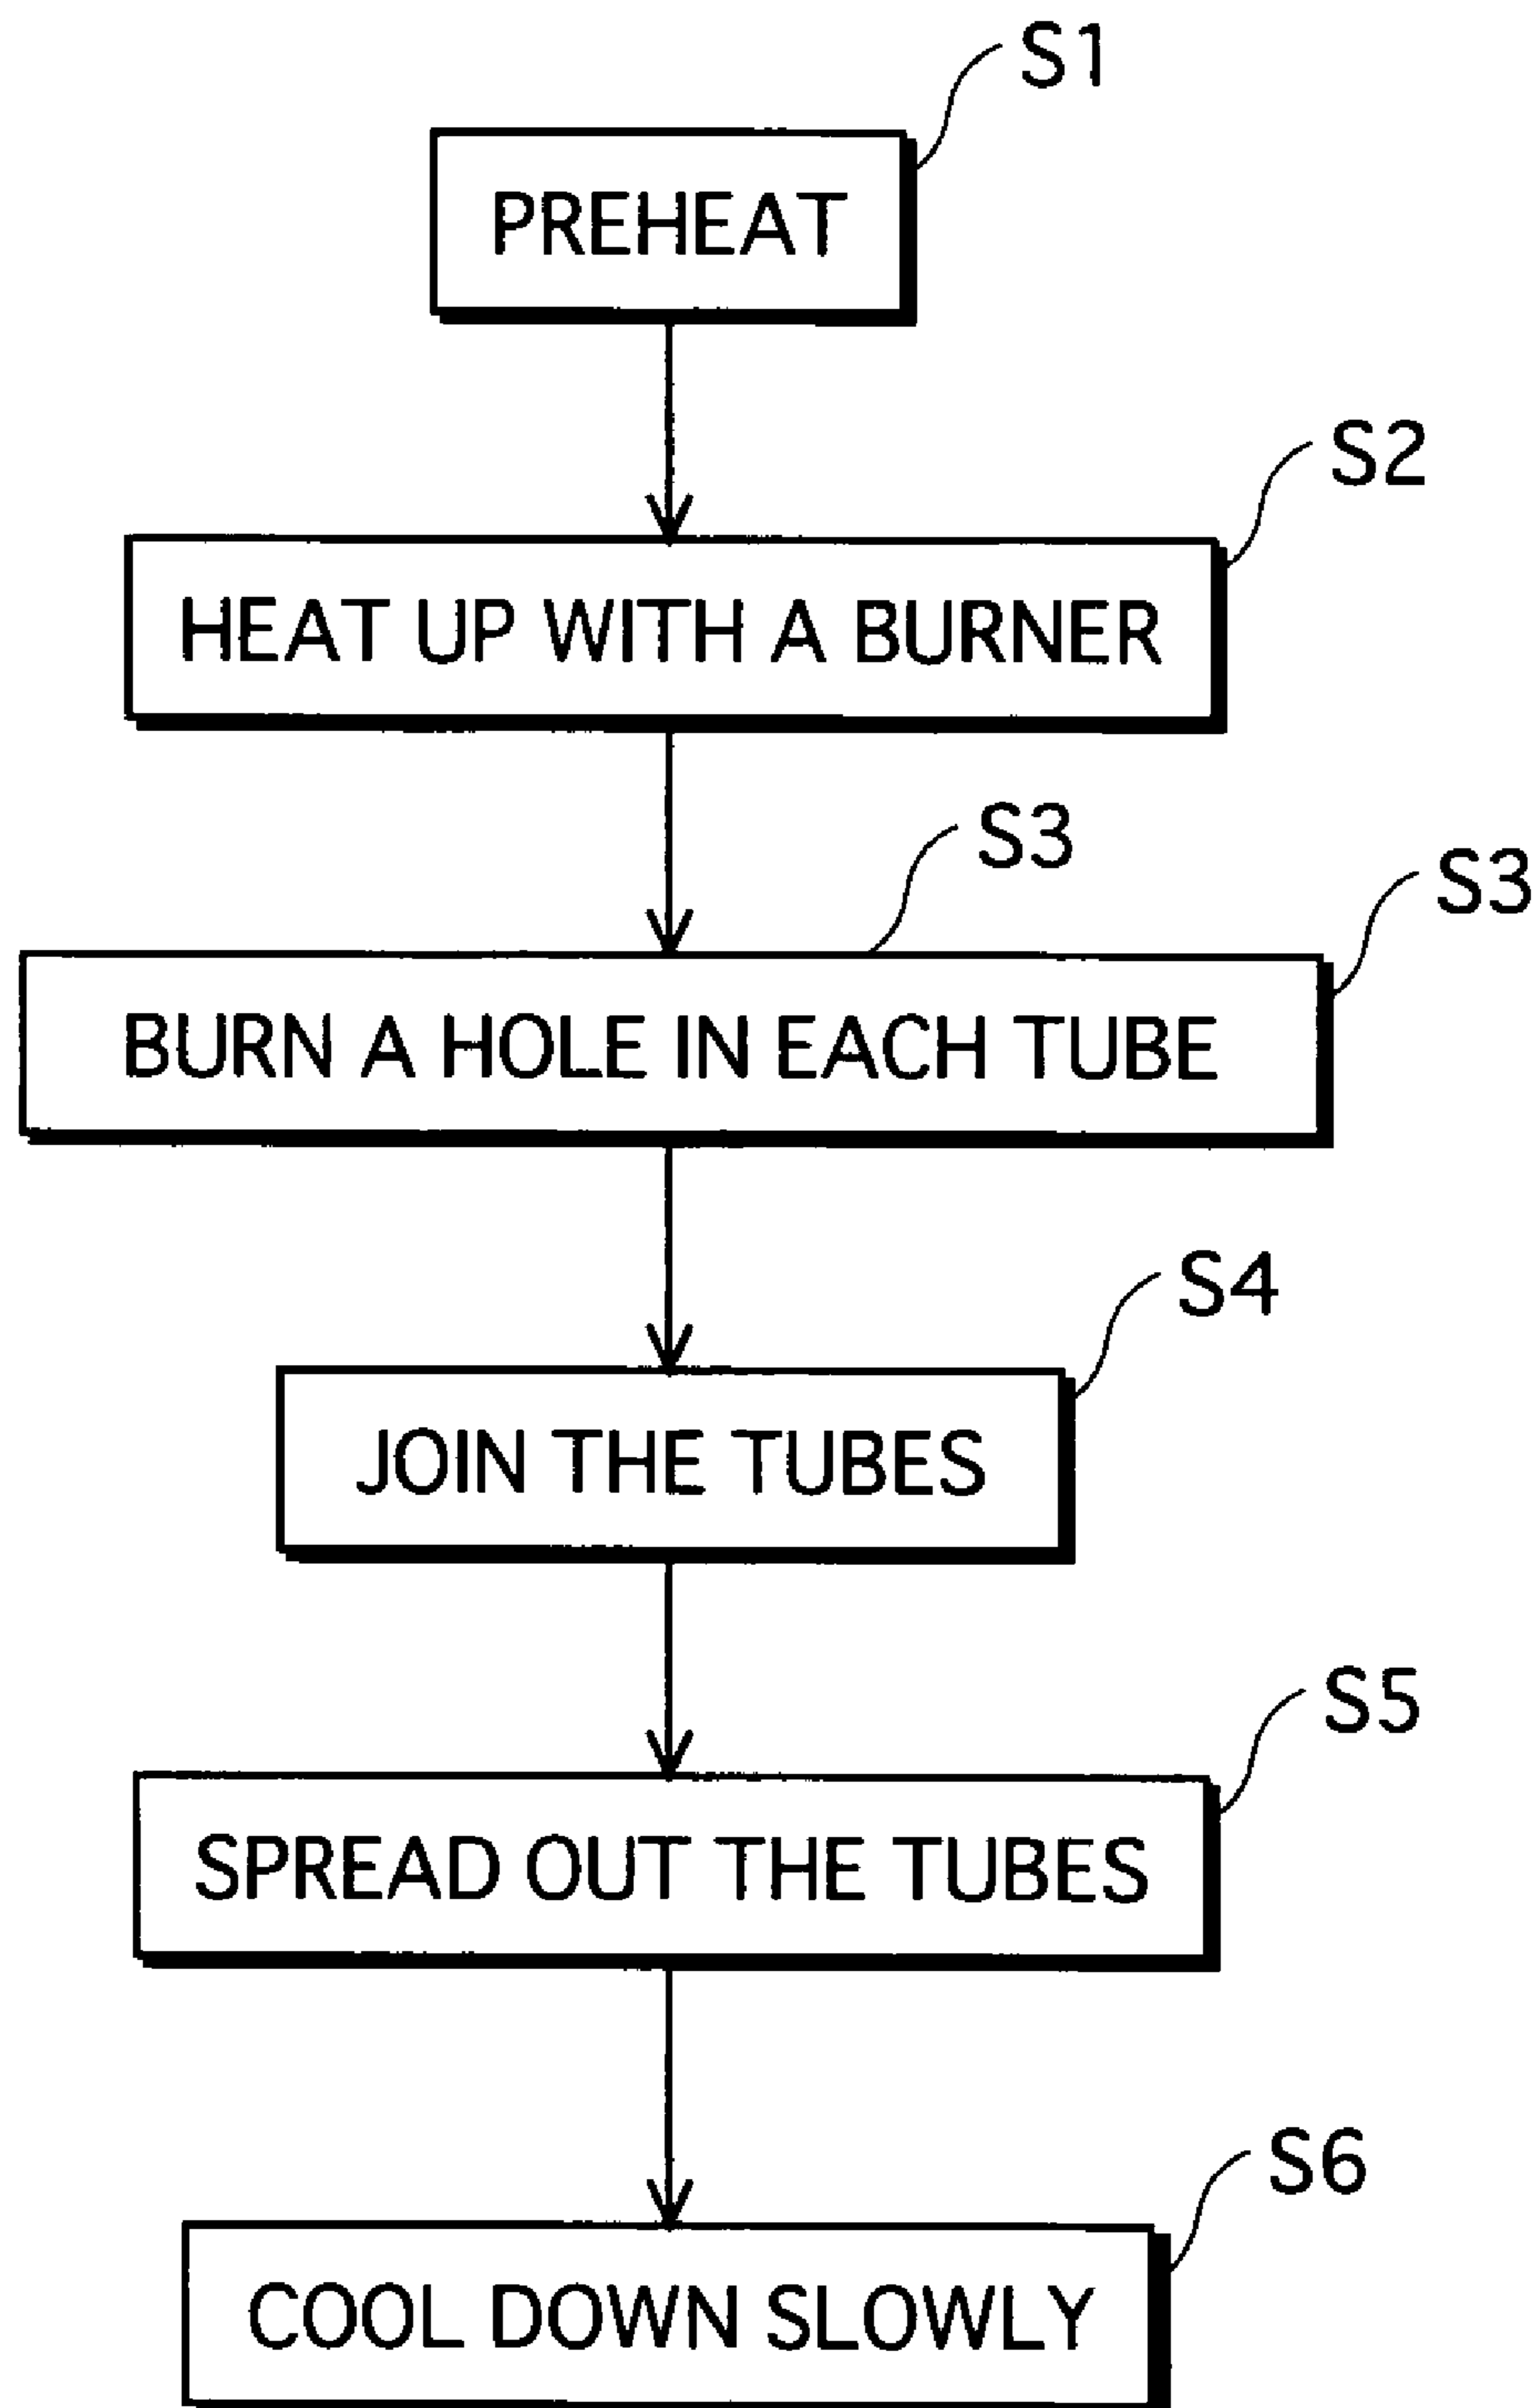 S1
PREHEAT
S2
HEAT UP WITH A BURNER
S3
S3
BURN A HOLE IN EACH TUBE
S4
JOIN THE TUBES
S5
SPREAD OUT THE TUBES
S6
COOL DOWN SLOWLY